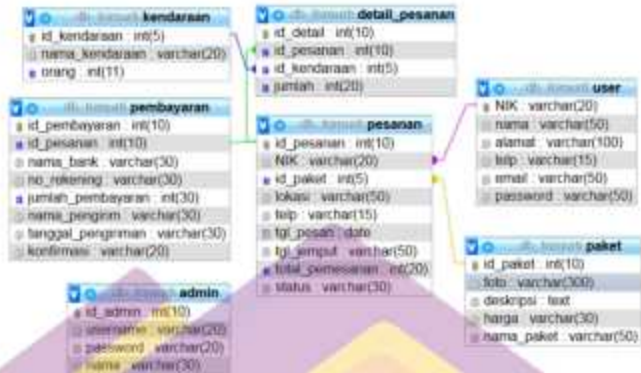 kendaraan
id_kendaraan int(5)
nama_kendaraan varchar(20)
orang int(11)
detail_pesanan
id_detail int(10)
id_pesanan int(10)
id_kendaraan int(5)
jumlah int(20)
pembayaran
id_pembayaran int(10)
id_pesanan int(10)
nama_bank varchar(30)
no_rekening varchar(30)
jumlah_pembayaran int(30)
nama_pengirim varchar(30)
tanggal_pengiriman varchar(30)
konfirmasi varchar(20)
pesanan
id_pesanan int(10)
NIK varchar(20)
id_paket int(5)
lokasi varchar(50)
telp varchar(15)
tgl_pesan date
tgl_jemput varchar(50)
total_pemesanan int(20)
status varchar(30)
user
NIK varchar(20)
nama varchar(50)
alamat varchar(100)
telp varchar(15)
email varchar(50)
password varchar(50)
paket
id_paket int(10)
foto varchar(300)
deskripsi text
harga varchar(30)
nama_paket varchar(50)
admin
id_admin int(10)
username varchar(20)
password varchar(20)
nama varchar(30)